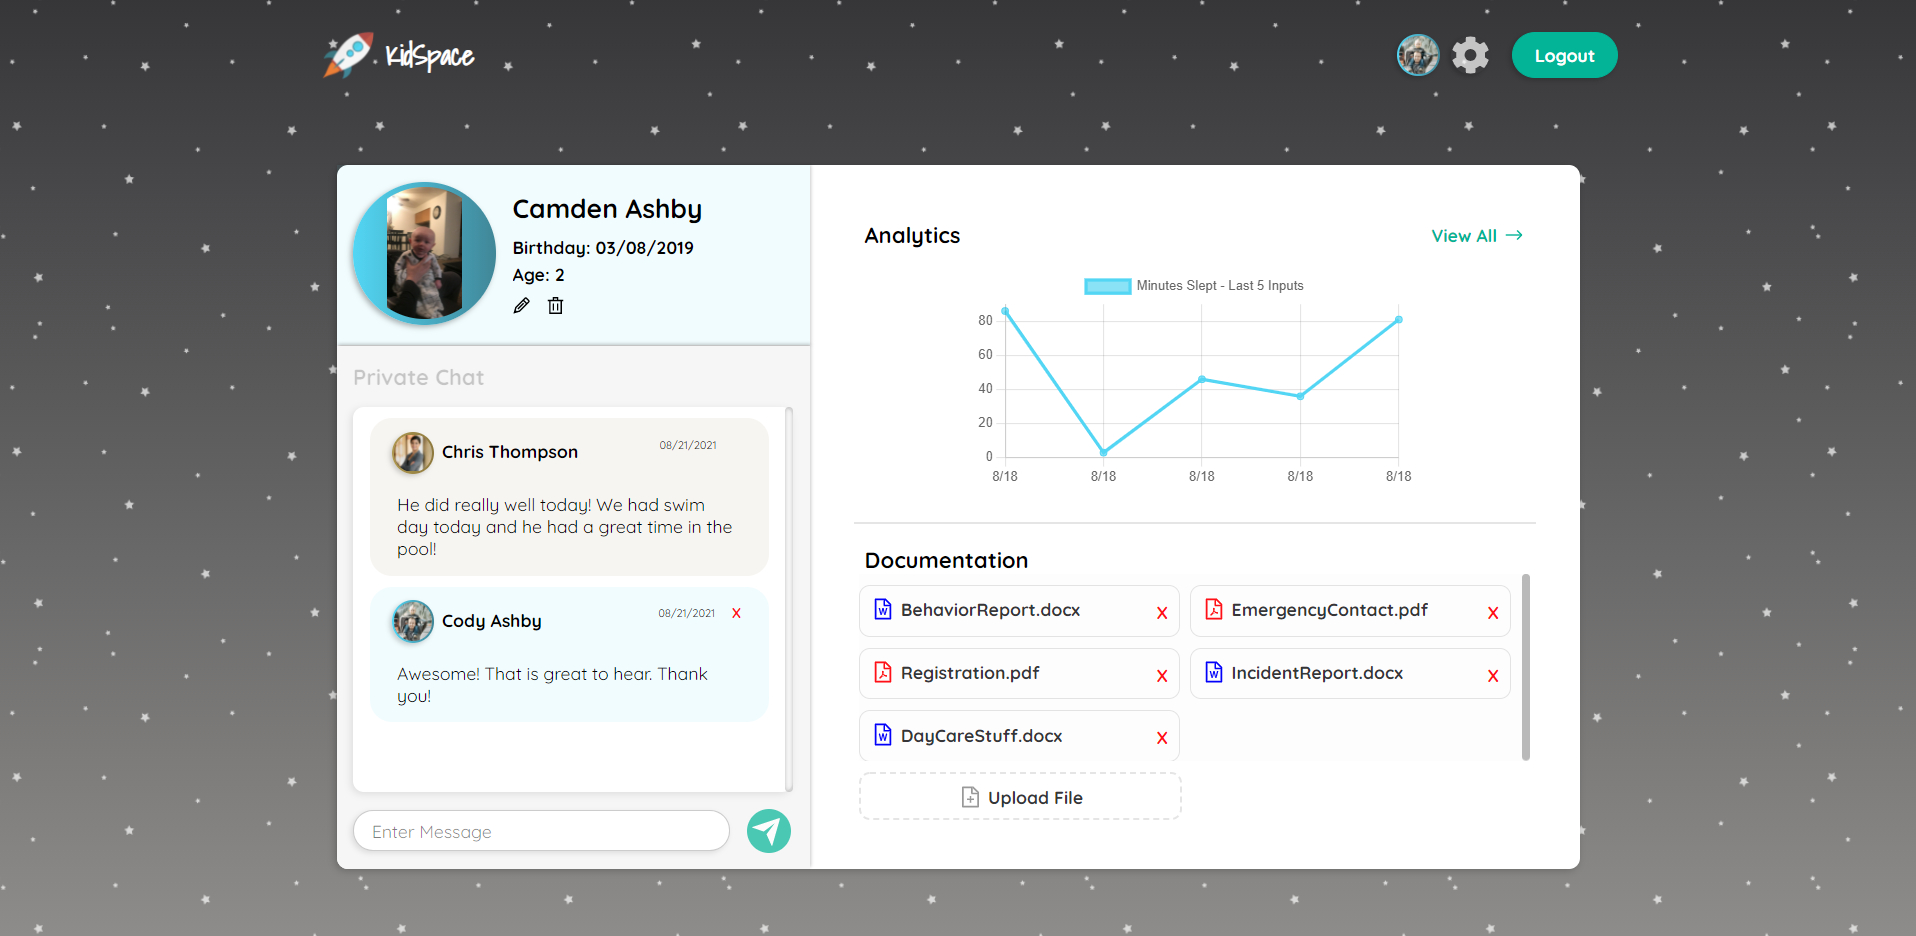 KidSpace
Logout
Camden Ashby
Birthday: 03/08/2019
Age: 2
Private Chat
Chris Thompson
08/21/2021
He did really well today! We had swim
day today and he had a great time in the
pool!
Cody Ashby
08/21/2021
X
Awesome! That is great to hear. Thank
you!
Enter Message
Analytics
View All
Minutes Slept - Last 5 Inputs
80
60
40
20
0
8/18 8/18 8/18 8/18 8/18
Documentation
BehaviorReport.docx X
EmergencyContact.pdf X
Registration.pdf X
IncidentReport.docx X
DayCareStuff.docx X
Upload File